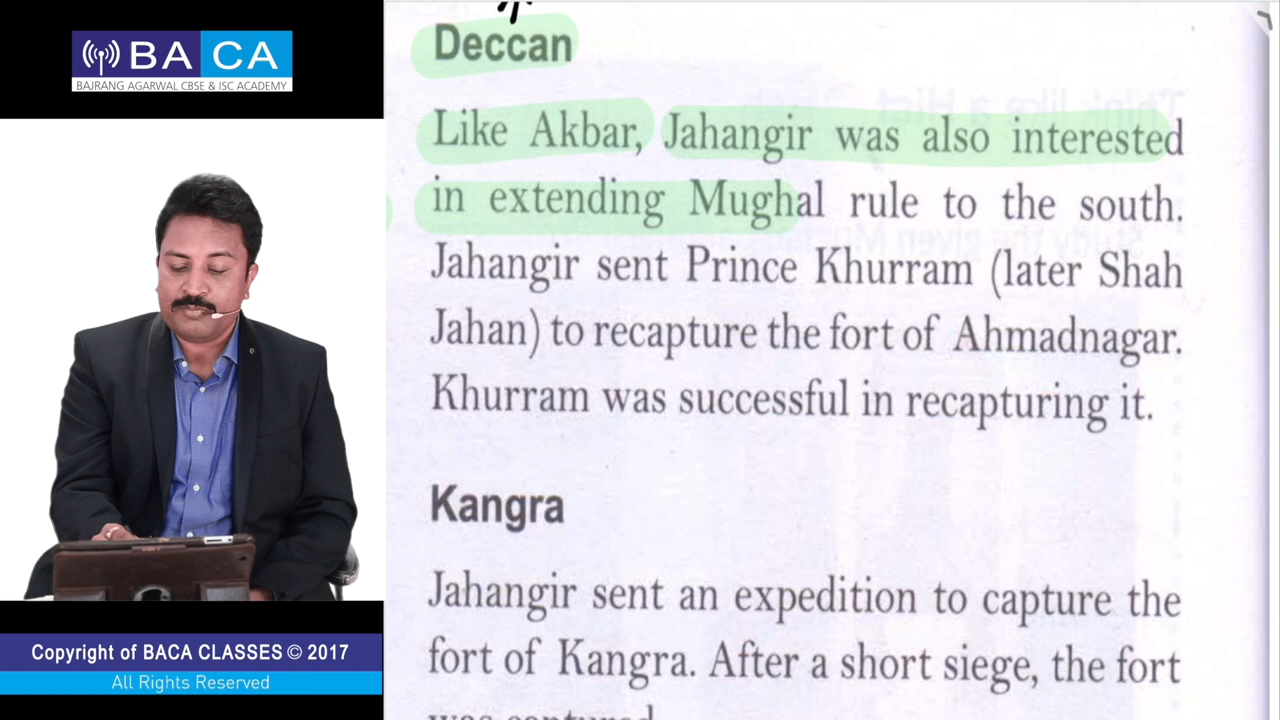 BACA
BAJRANG AGARWAL CBSE & ISC ACADEMY
Deccan
Like Akbar, Jahangir was also interested
in extending Mughal rule to the south.
Jahangir sent Prince Khurram (later Shah
Jahan) to recapture the fort of Ahmadnagar.
Khurram was successful in recapturing it.
Kangra
Jahangir sent an expedition to capture the
fort of Kangra. After a short siege, the fort
was captured.
Copyright of BACA CLASSES © 2017
All Rights Reserved